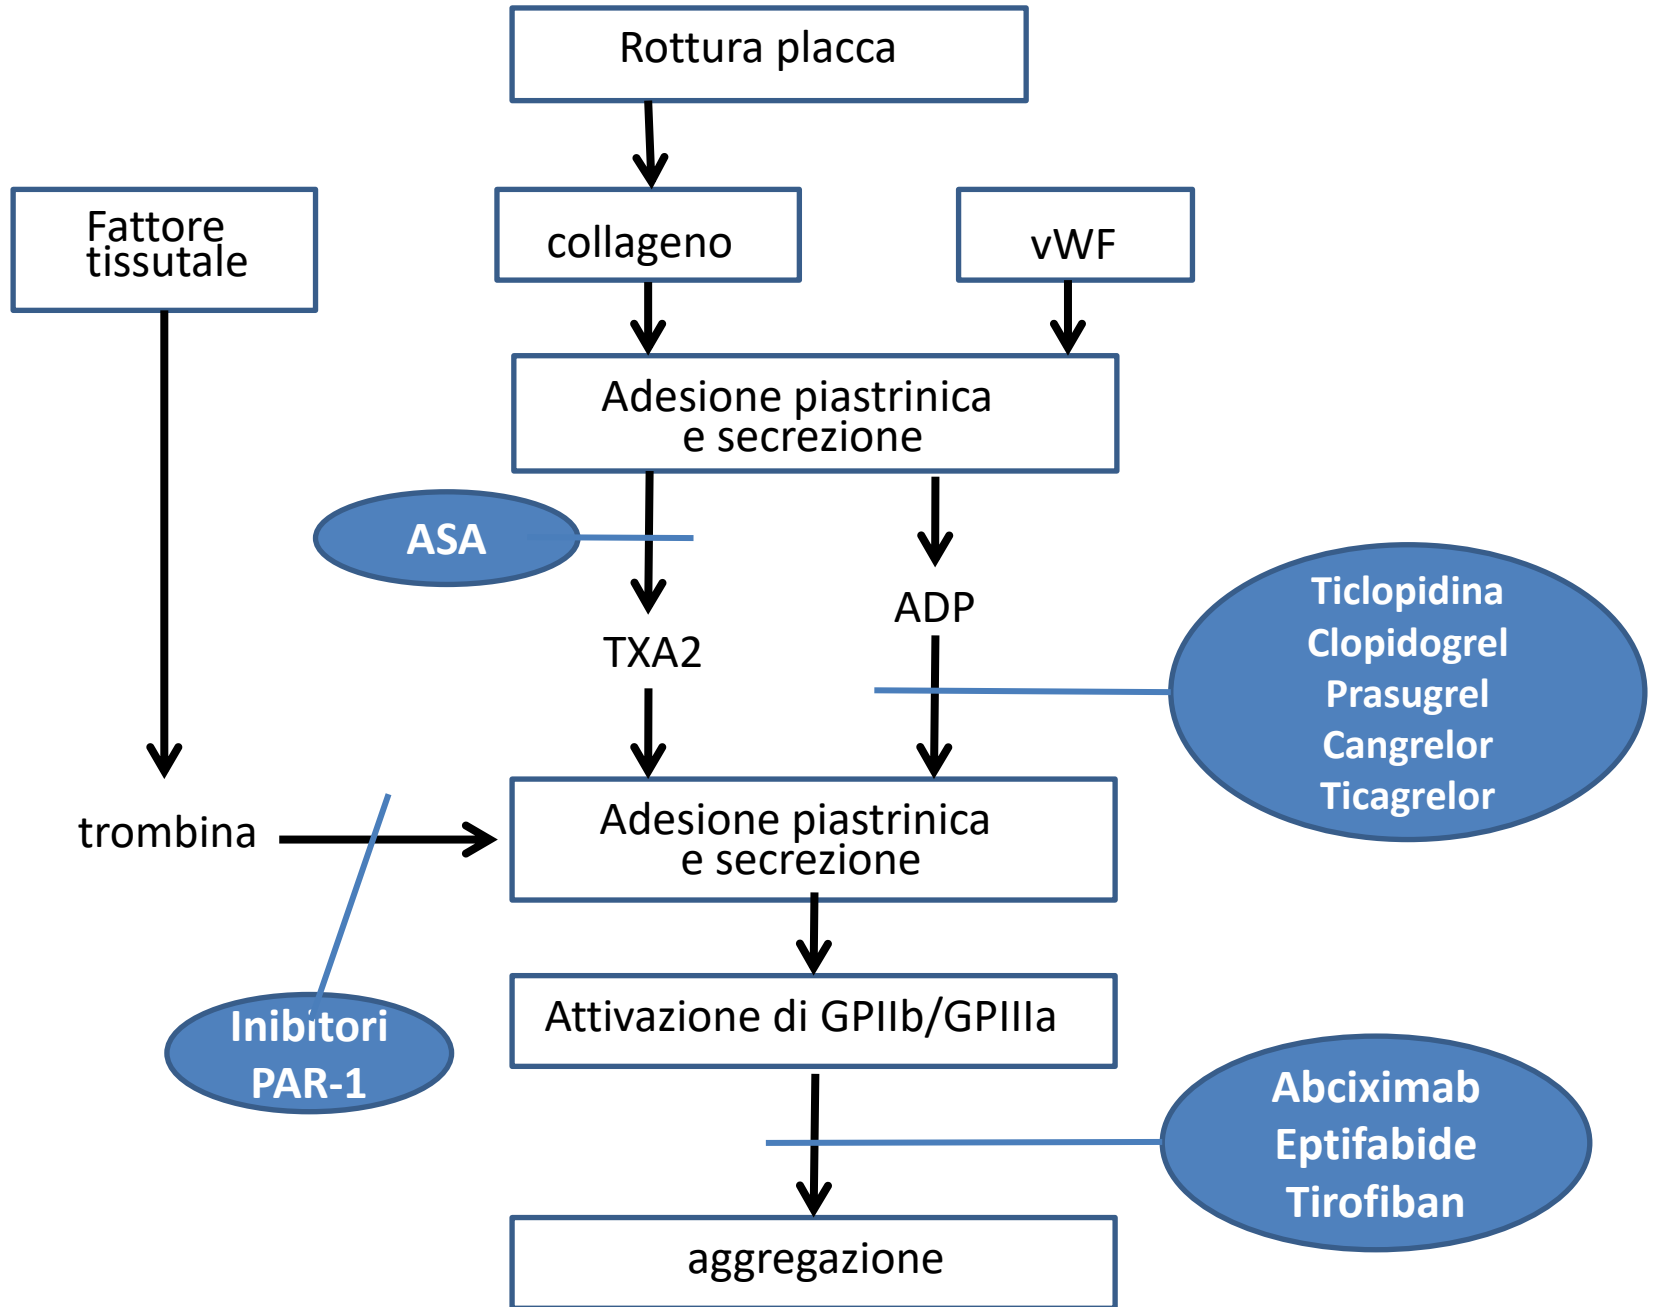 Rottura placca
Fattore
tissutale
collageno
vWF
Adesione piastrinica
e secrezione
ASA
ADP
TXA2
Ticlopidina
Clopidogrel
Prasugrel
Cangrelor
Ticagrelor
trombina
Adesione piastrinica
e secrezione
Inibitori
PAR-1
Attivazione di GPIIb/GPIIIa
Abciximab
Eptifabide
Tirofiban
aggregazione